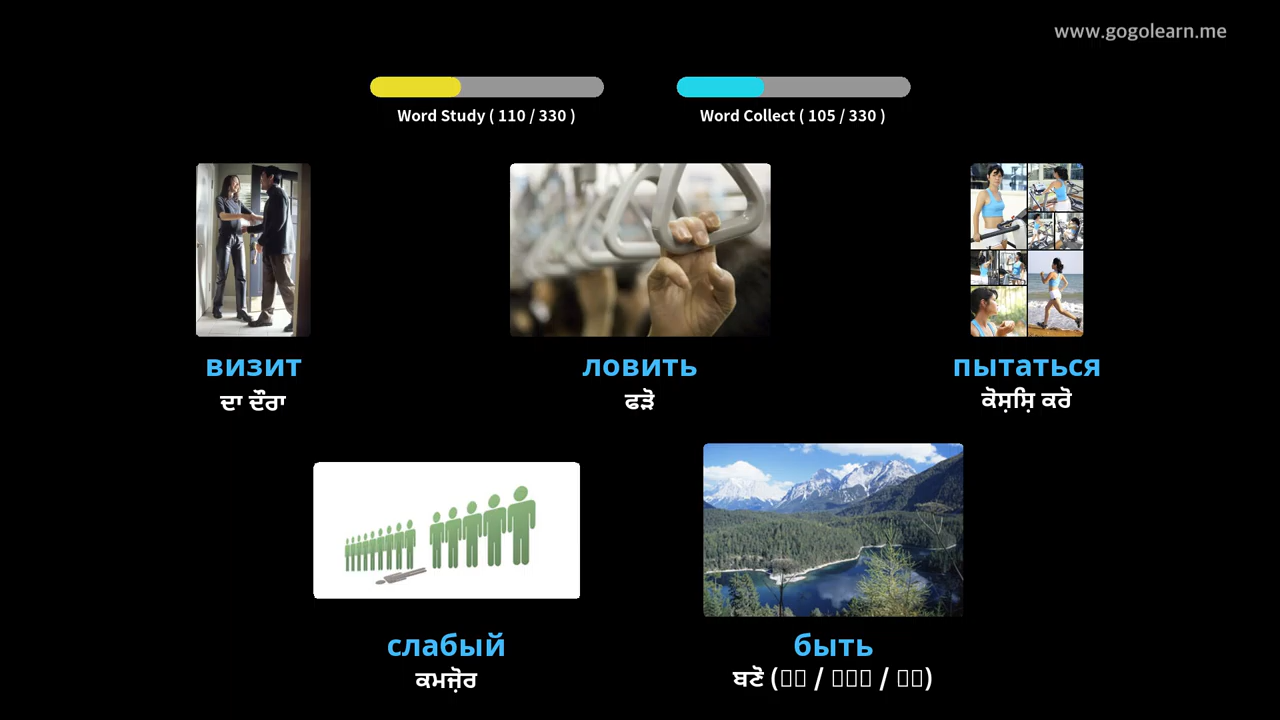 www.gogolearn.me
Word Study ( 110 / 330 )
Word Collect ( 105 / 330 )
визит
ਦਾ ਦੌਰਾ
ловить
ਫੜੋ
пытаться
ਕੋਸ਼ਸ਼ਿ ਕਰੋ
слабый
ਕਮਜ਼ੋਰ
быть
ਬਣੋ (▯▯ / ▯▯▯ / ▯▯)